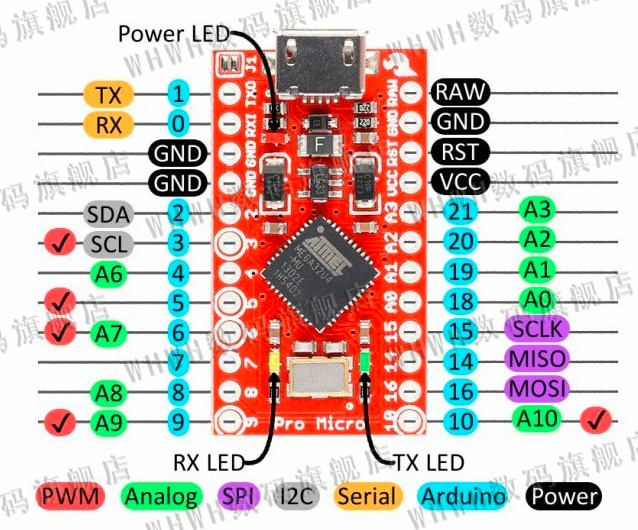 Power LED
J1
TX 1 TX0 RAW RAW
RX 0 RXI GND GND
GND GND RST RST
GND GND VCC VCC
F
SDA 2 2 A3 21 A3
SCL 3 3 A2 20 A2
A6 4 4 A1 19 A1
5 5 A0 18 A0
A7 6 6 15 15 SCLK
7 7 14 14 MISO
A8 8 8 16 16 MOSI
A9 9 9 10 10 A10
ATMEL
MEGA32U4
-MU
Pro Micro
RX LED TX LED
PWM Analog SPI I2C Serial Arduino Power
WHWH数码旗舰店